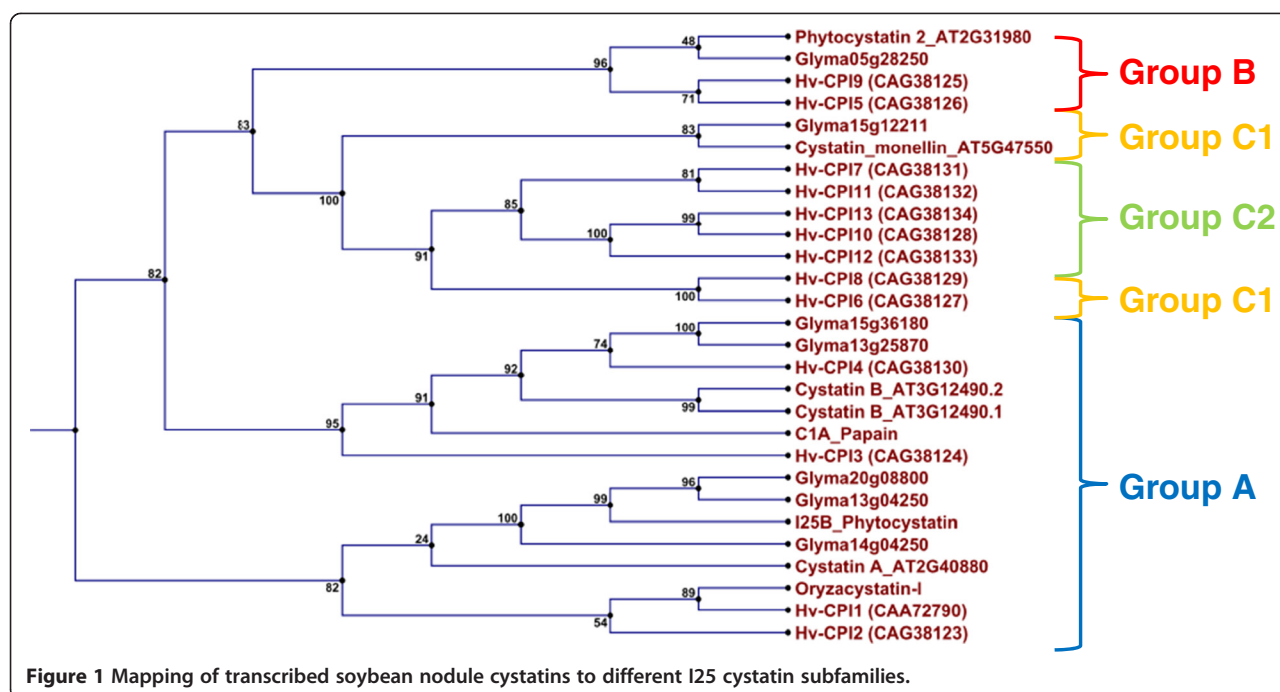 48
Phytocystatin 2_AT2G31980
Glyma05g28250
96
Hv-CPI9 (CAG38125)
71
Hv-CPI5 (CAG38126)
Group B
83
83
Glyma15g12211
Cystatin_monellin_AT5G47550
Group C1
100
81
Hv-CPI7 (CAG38131)
Hv-CPI11 (CAG38132)
85
99
Hv-CPI13 (CAG38134)
Hv-CPI10 (CAG38128)
100
Hv-CPI12 (CAG38133)
Group C2
91
82
Hv-CPI8 (CAG38129)
100
Hv-CPI6 (CAG38127)
Group C1
100
Glyma15g36180
Glyma13g25870
74
Hv-CPI4 (CAG38130)
92
Cystatin B_AT3G12490.2
99
Cystatin B_AT3G12490.1
91
C1A_Papain
95
Hv-CPI3 (CAG38124)
96
Glyma20g08800
Glyma13g04250
99
I25B_Phytocystatin
100
Glyma14g04250
24
Cystatin A_AT2G40880
82
89
Oryzacystatin-I
Hv-CPI1 (CAA72790)
54
Hv-CPI2 (CAG38123)
Group A
Figure 1 Mapping of transcribed soybean nodule cystatins to different I25 cystatin subfamilies.